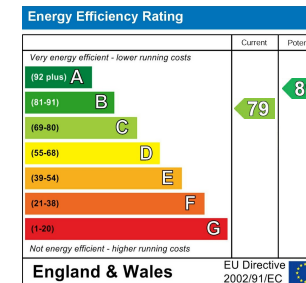 Energy Efficiency Rating
Current
Very energy efficient - lower running costs
(92 plus) A
(81-91) B
(69-80) C
79
(55-68) D
(39-54) E
(21-38) F
(1-20) G
Not energy efficient - higher running costs
England & Wales
EU Directive
2002/91/EC